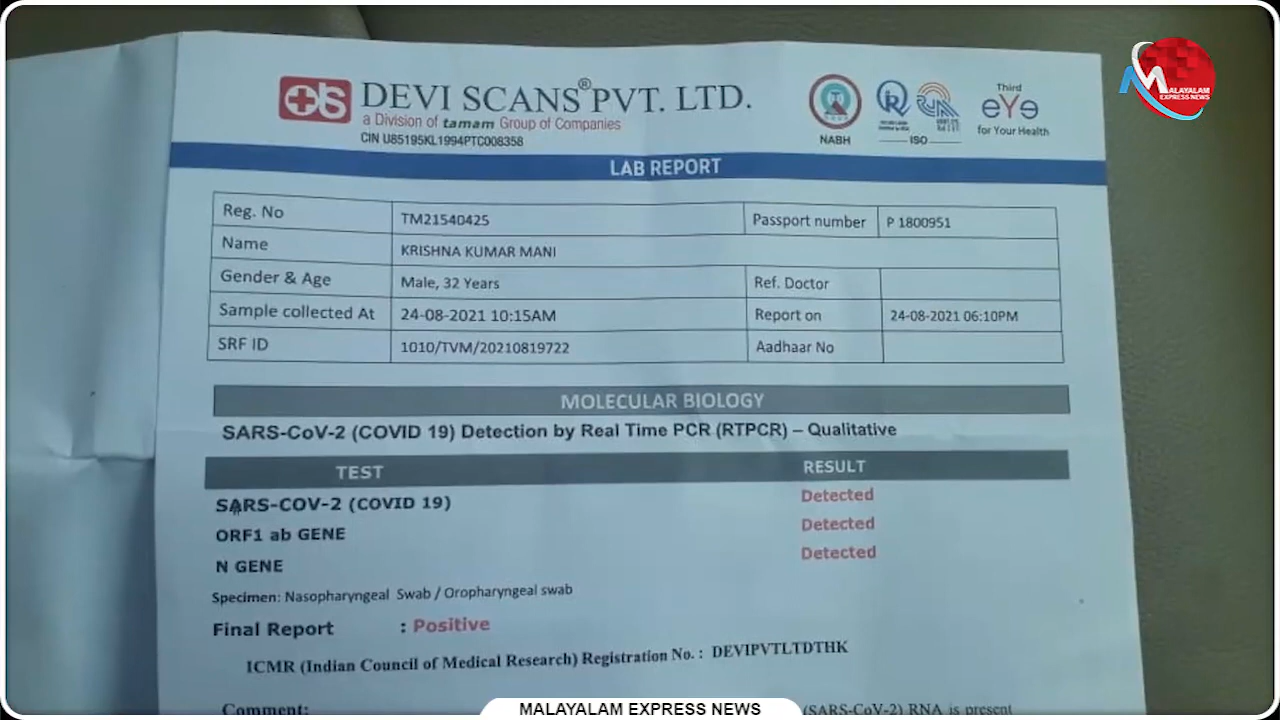 DEVI SCANS® PVT. LTD.
a Division of tamam Group of Companies
CIN U85195KL1994PTC008358
NABH
ISO
Third
eYe
for Your Health
MALAYALAM
EXPRESS NEWS
LAB REPORT
Reg. No TM21540425 Passport number P 1800951
Name KRISHNA KUMAR MANI
Gender & Age Male, 32 Years Ref. Doctor
Sample collected At 24-08-2021 10:15AM Report on 24-08-2021 06:10PM
SRF ID 1010/TVM/20210819722 Aadhaar No
MOLECULAR BIOLOGY
SARS-CoV-2 (COVID 19) Detection by Real Time PCR (RTPCR) – Qualitative
TEST RESULT
SARS-COV-2 (COVID 19) Detected
ORF1 ab GENE Detected
N GENE Detected
Specimen: Nasopharyngeal Swab / Oropharyngeal swab
Final Report : Positive
ICMR (Indian Council of Medical Research) Registration No. : DEVIPVTLTDTHK
Comment: (SARS-CoV-2) RNA is present
MALAYALAM EXPRESS NEWS